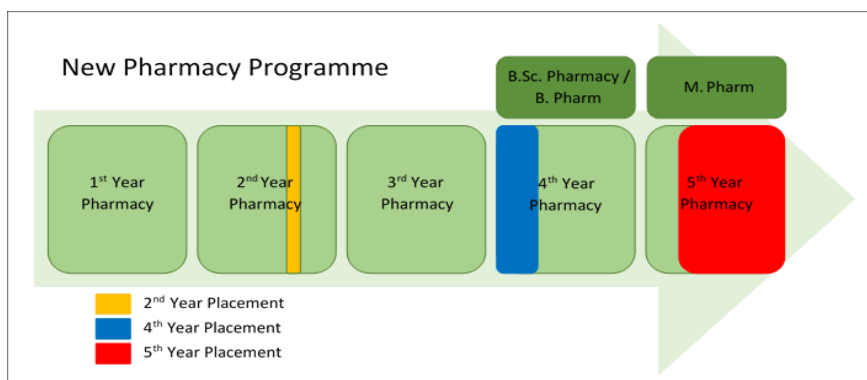 New Pharmacy Programme
B.Sc. Pharmacy /
B. Pharm
M. Pharm
1st Year
Pharmacy
2nd Year
Pharmacy
3rd Year
Pharmacy
4th Year
Pharmacy
5th Year
Pharmacy
2nd Year Placement
4th Year Placement
5th Year Placement